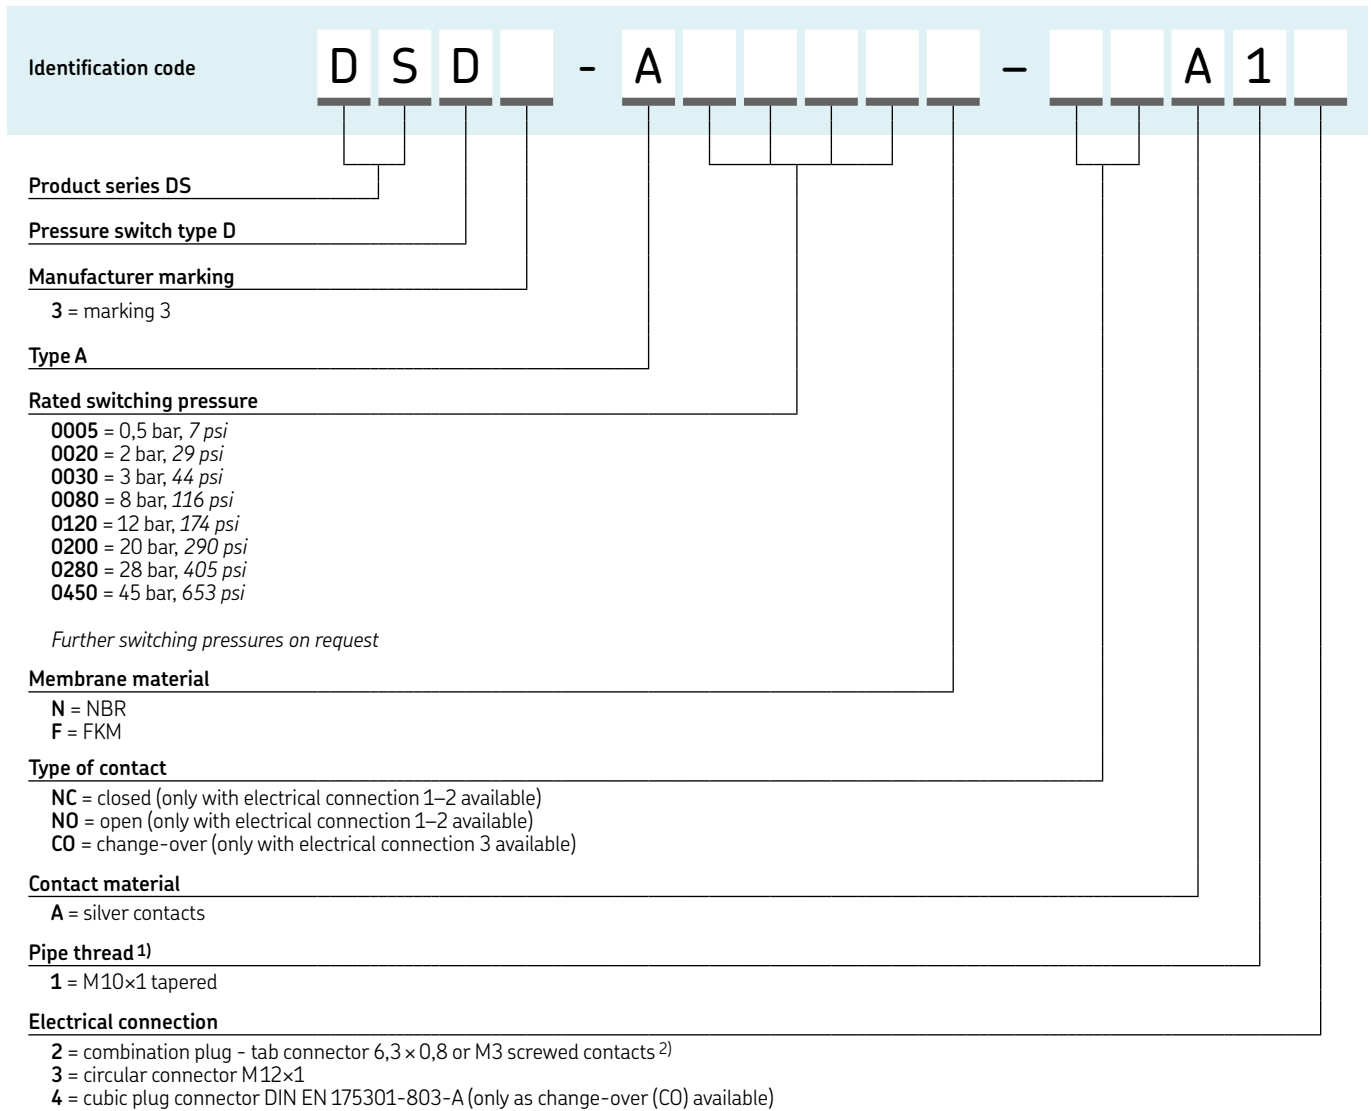 Identification code D S D - A – A 1
Product series DS
Pressure switch type D
Manufacturer marking
3 = marking 3
Type A
Rated switching pressure
0005 = 0,5 bar, 7 psi
0020 = 2 bar, 29 psi
0030 = 3 bar, 44 psi
0080 = 8 bar, 116 psi
0120 = 12 bar, 174 psi
0200 = 20 bar, 290 psi
0280 = 28 bar, 405 psi
0450 = 45 bar, 653 psi
Further switching pressures on request
Membrane material
N = NBR
F = FKM
Type of contact
NC = closed (only with electrical connection 1–2 available)
NO = open (only with electrical connection 1–2 available)
CO = change-over (only with electrical connection 3 available)
Contact material
A = silver contacts
Pipe thread 1)
1 = M10×1 tapered
Electrical connection
2 = combination plug - tab connector 6,3 × 0,8 or M3 screwed contacts 2)
3 = circular connector M12×1
4 = cubic plug connector DIN EN 175301-803-A (only as change-over (CO) available)